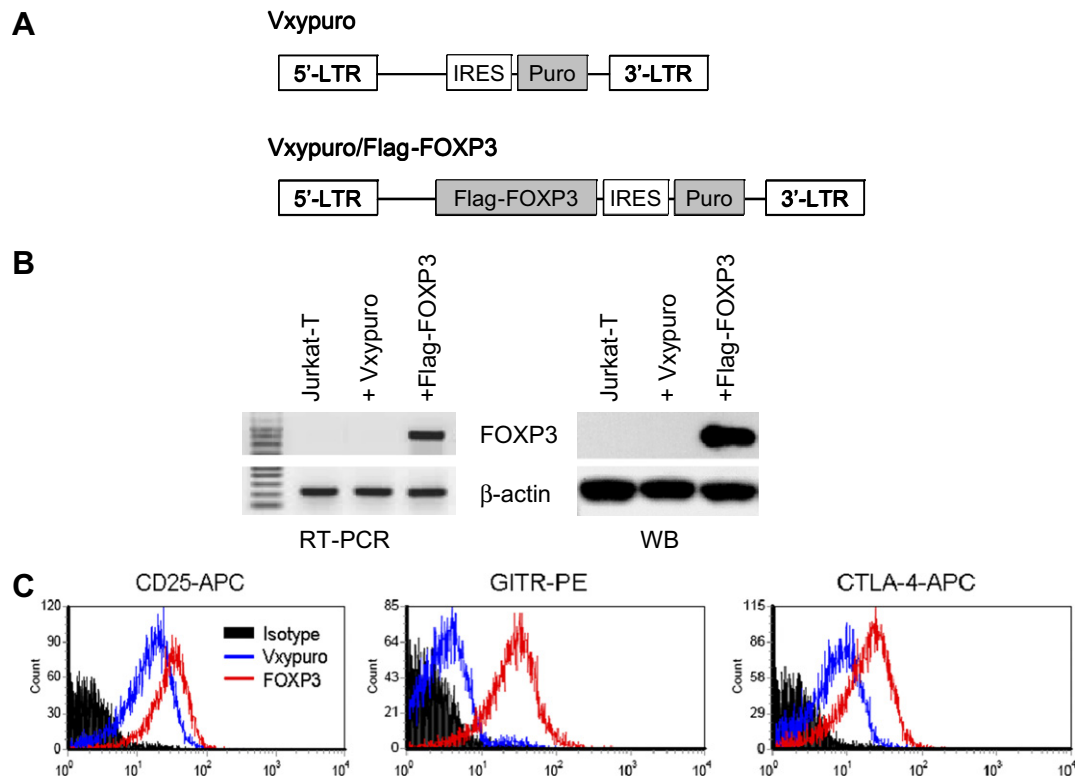 A
Vxypuro
5'-LTR IRES Puro 3'-LTR
Vxypuro/Flag-FOXP3
5'-LTR Flag-FOXP3 IRES Puro 3'-LTR
B
Jurkat-T
+ Vxypuro
+Flag-FOXP3
Jurkat-T
+ Vxypuro
+Flag-FOXP3
FOXP3
β-actin
RT-PCR
WB
C
CD25-APC
120
90
60
30
0
Count
Isotype
Vxypuro
FOXP3
10⁰ 10¹ 10² 10³ 10⁴
GITR-PE
85
64
43
21
0
Count
10⁰ 10¹ 10² 10³ 10⁴
CTLA-4-APC
115
86
58
29
0
Count
10⁰ 10¹ 10² 10³ 10⁴